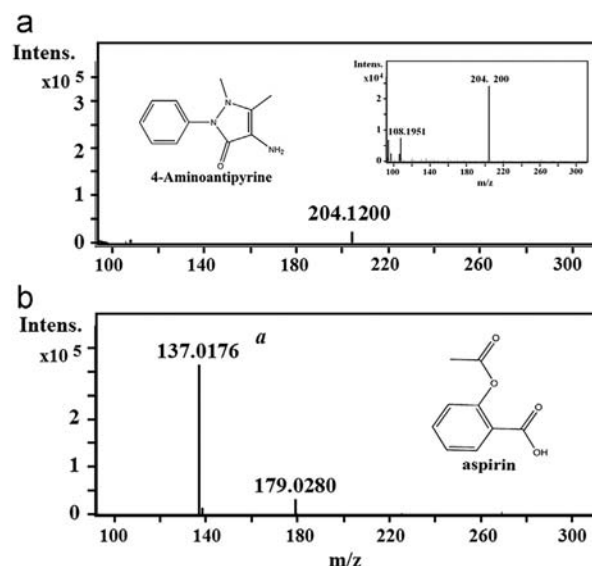 a
Intens.
x10 5
3
2
1
0
100 140 180 220 260 300
204.1200
N
N
O
NH2
4-Aminoantipyrine
Intens.
x10 4
2
1
0
108.1951
204. 200
100 140 180 220 260 300
m/z
b
Intens.
x10 5
2
1
0
137.0176 a
179.0280
O
O
O
OH
aspirin
100 140 180 220 260 300
m/z